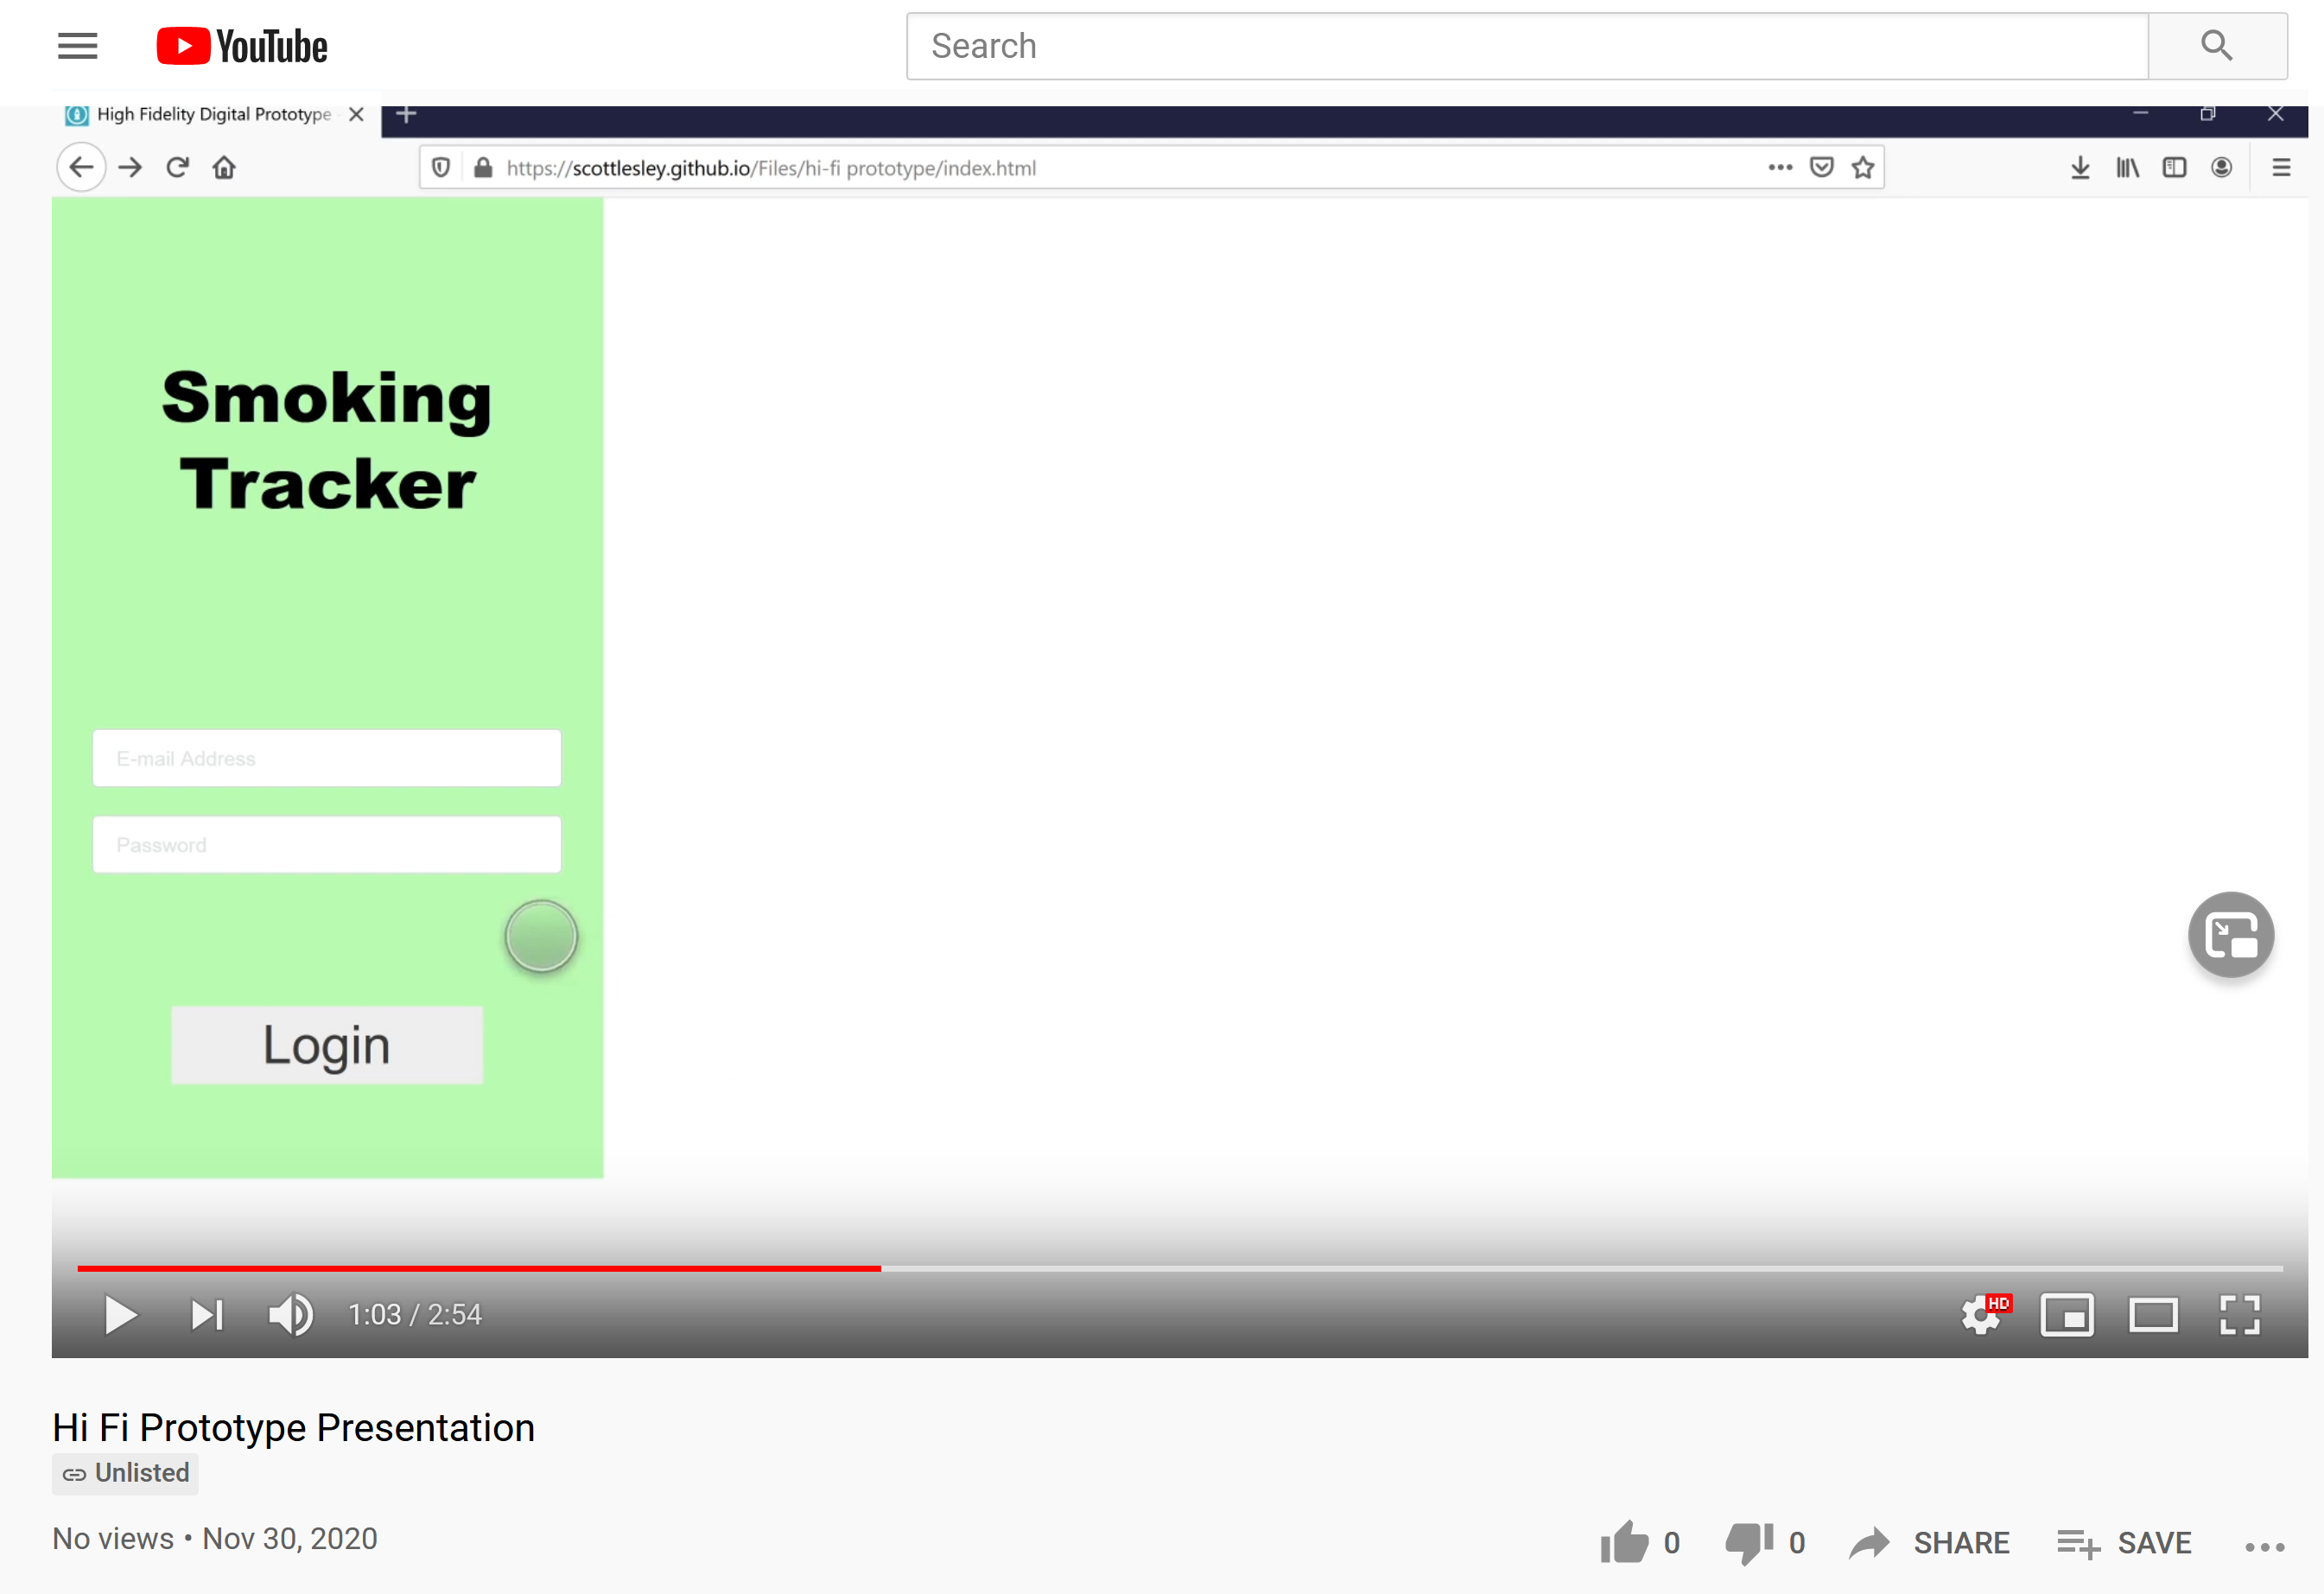 YouTube
Search
High Fidelity Digital Prototype
https://scottlesley.github.io/Files/hi-fi prototype/index.html
Smoking
Tracker
E-mail Address
Password
Login
1:03 / 2:54
HD
Hi Fi Prototype Presentation
Unlisted
No views • Nov 30, 2020
0
0
SHARE
SAVE